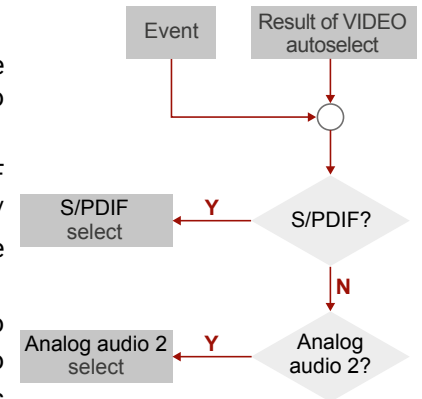 Event
Result of VIDEO
autoselect
S/PDIF
select
Y
S/PDIF?
N
Analog audio 2
select
Y
Analog
audio 2?